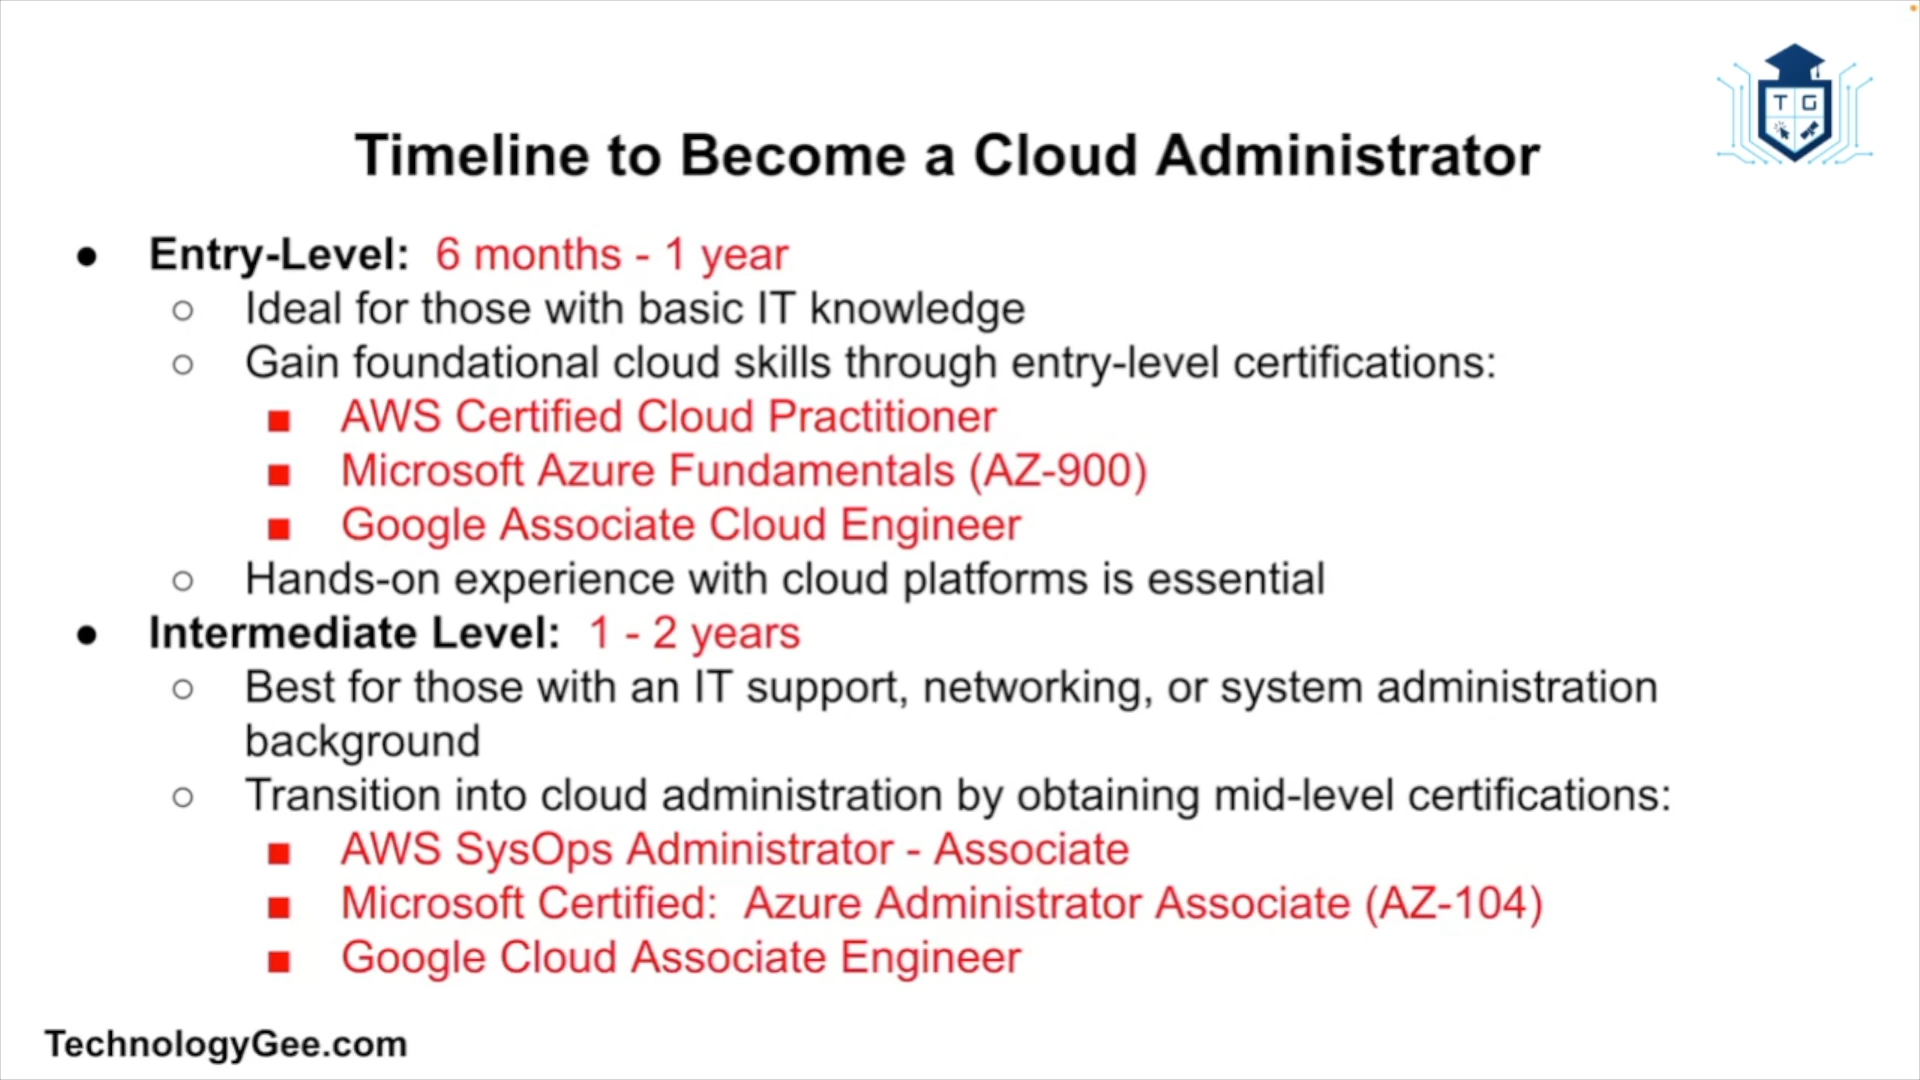 T G
Timeline to Become a Cloud Administrator
● Entry-Level: 6 months - 1 year
○ Ideal for those with basic IT knowledge
○ Gain foundational cloud skills through entry-level certifications:
■ AWS Certified Cloud Practitioner
■ Microsoft Azure Fundamentals (AZ-900)
■ Google Associate Cloud Engineer
○ Hands-on experience with cloud platforms is essential
● Intermediate Level: 1 - 2 years
○ Best for those with an IT support, networking, or system administration
background
○ Transition into cloud administration by obtaining mid-level certifications:
■ AWS SysOps Administrator - Associate
■ Microsoft Certified: Azure Administrator Associate (AZ-104)
■ Google Cloud Associate Engineer
TechnologyGee.com